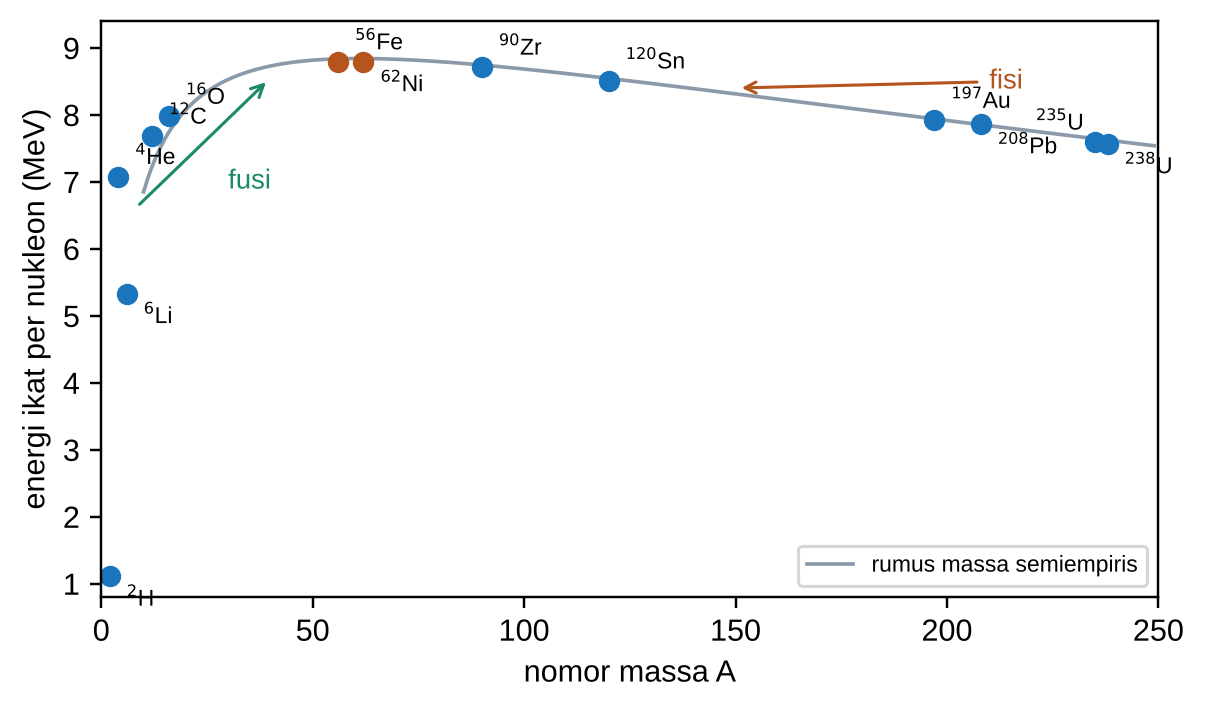 9
8
7
6
5
4
3
2
1
energi ikat per nukleon (MeV)
⁵⁶Fe
⁶²Ni
⁹⁰Zr
¹²⁰Sn
fisi
¹⁹⁷Au
²⁰⁸Pb
²³⁵U
²³⁸U
¹⁶O
¹²C
⁴He
fusi
⁶Li
²H
rumus massa semiempiris
0 50 100 150 200 250
nomor massa A